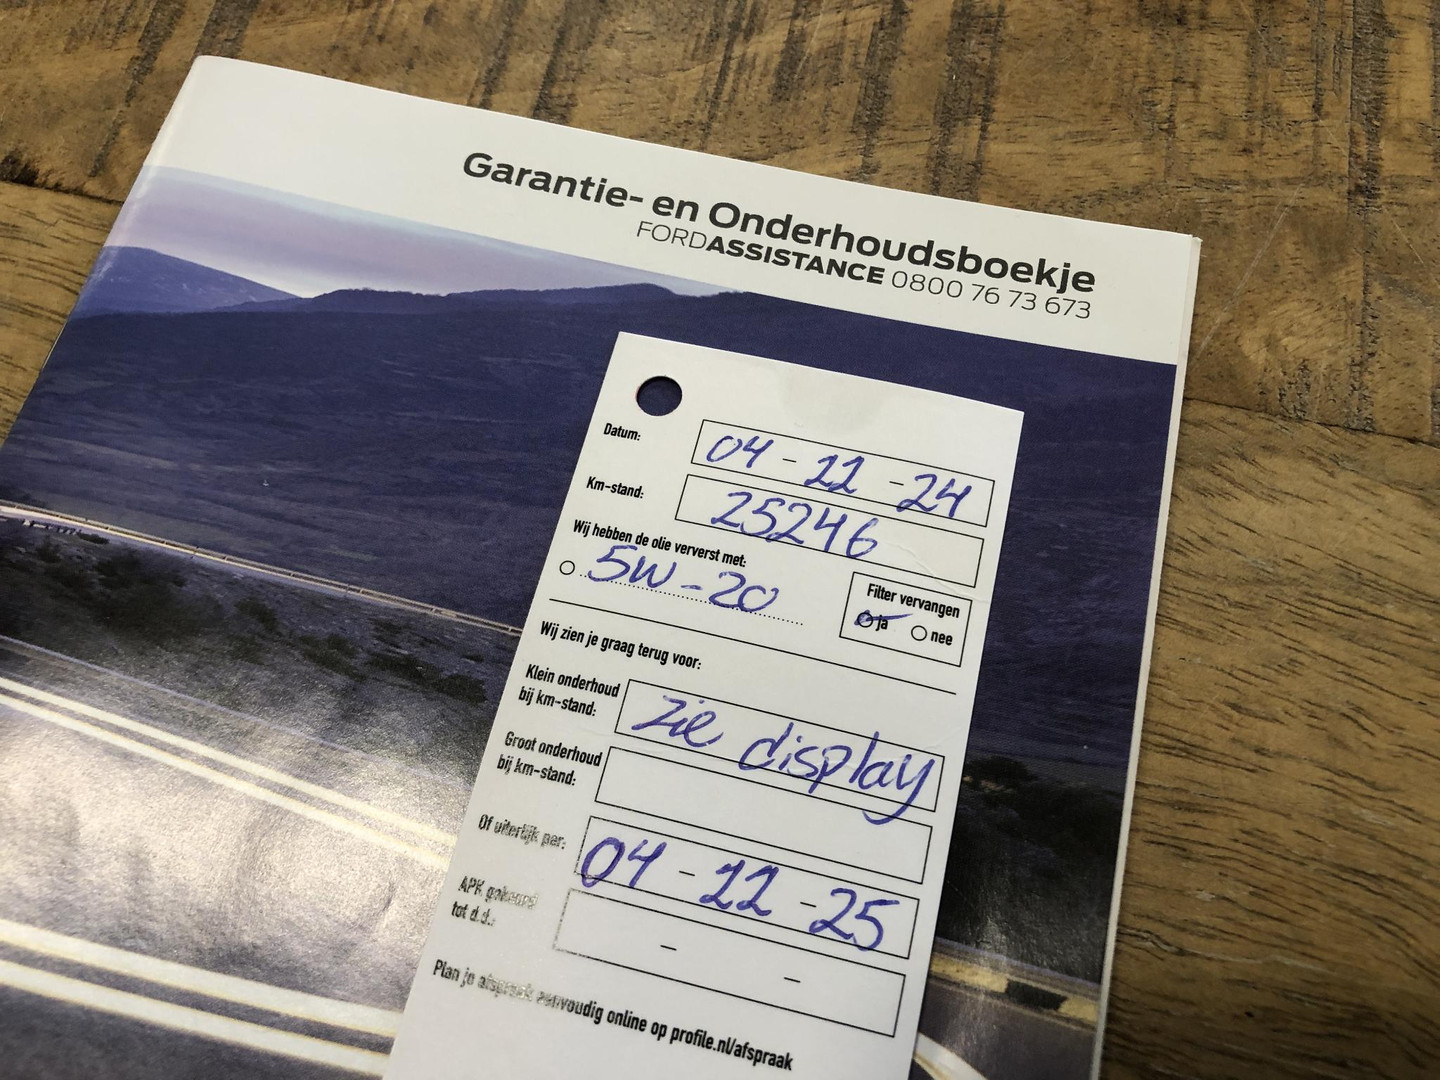 Garantie- en Onderhoudsboekje
FORDASSISTANCE 0800 76 73 673
Datum: 04-11-24
Km-stand: 25246
Wij hebben de olie ververst met:
5W-20
Filter vervangen
ja nee
Wij zien je graag terug voor:
Klein onderhoud
bij km-stand: zie display
Groot onderhoud
bij km-stand:
Of uiterlijk per: 04-11-25
APK gekeurd
tot d.d.: - -
Plan je afspraak eenvoudig online op profile.nl/afspraak